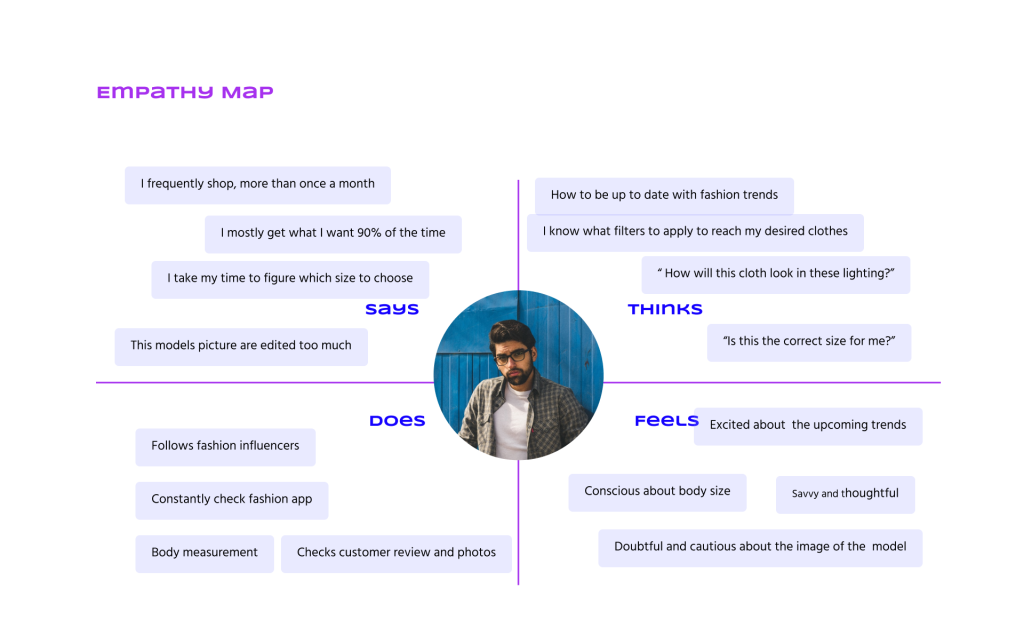 Empathy Map
I frequently shop, more than once a month
I mostly get what I want 90% of the time
I take my time to figure which size to choose
Says
This models picture are edited too much
How to be up to date with fashion trends
I know what filters to apply to reach my desired clothes
“ How will this cloth look in these lighting?”
Thinks
“Is this the correct size for me?”
Does
Follows fashion influencers
Constantly check fashion app
Body measurement
Checks customer review and photos
Feels
Excited about  the upcoming trends
Conscious about body size
Savvy and thoughtful
Doubtful and cautious about the image of the  model